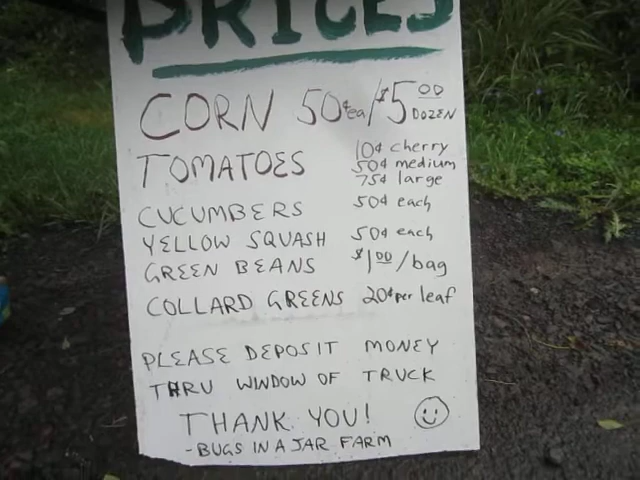 PRICES
CORN 50¢ea/$5.00 DOZEN
TOMATOES 10¢ cherry
50¢ medium
75¢ large
CUCUMBERS 50¢ each
YELLOW SQUASH 50¢ each
GREEN BEANS $1.00/bag
COLLARD GREENS 20¢ per leaf
PLEASE DEPOSIT MONEY
THRU WINDOW OF TRUCK
THANK YOU!
-BUGS IN A JAR FARM